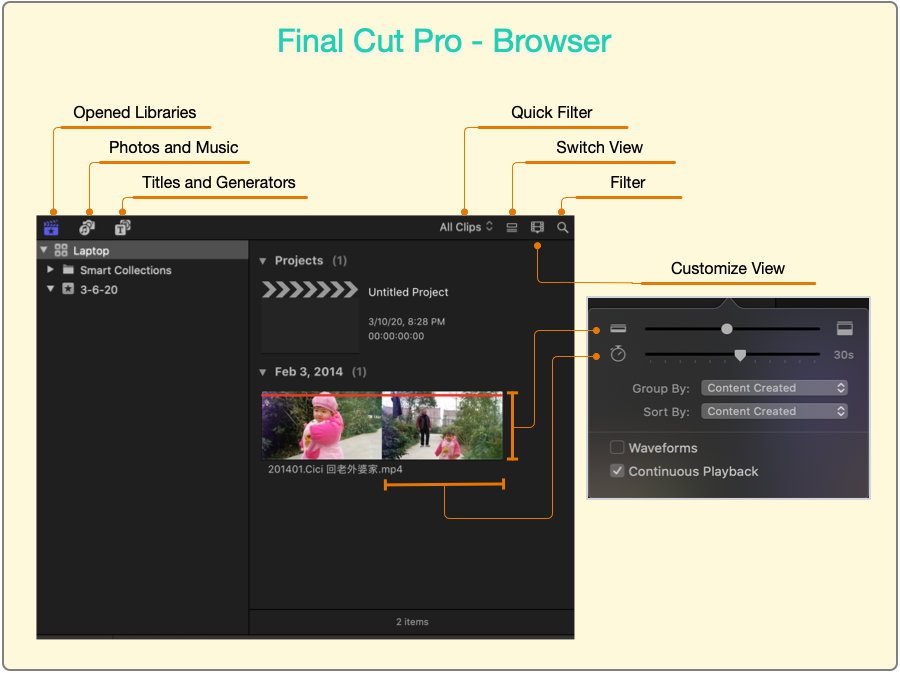 Final Cut Pro - Browser
Opened Libraries
Quick Filter
Photos and Music
Switch View
Titles and Generators
Filter
All Clips
Laptop
Smart Collections
3-6-20
Projects (1)
Untitled Project
3/10/20, 8:28 PM
00:00:00:00
Feb 3, 2014 (1)
201401.Cici 回老外婆家.mp4
2 items
Customize View
30s
Group By: Content Created
Sort By: Content Created
Waveforms
Continuous Playback